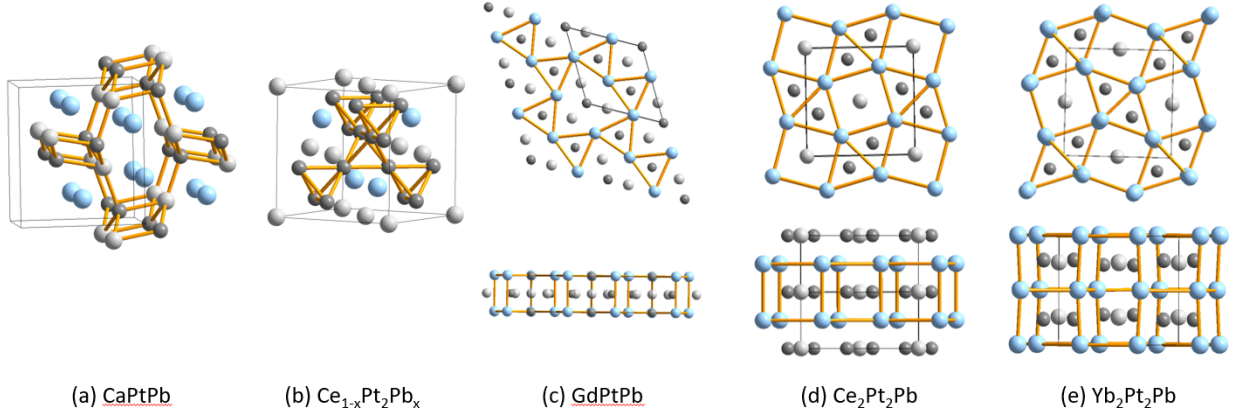 (a) CaPtPb
(b) Ce₁₋ₓPt₂Pbₓ
(c) GdPtPb
(d) Ce₂Pt₂Pb
(e) Yb₂Pt₂Pb